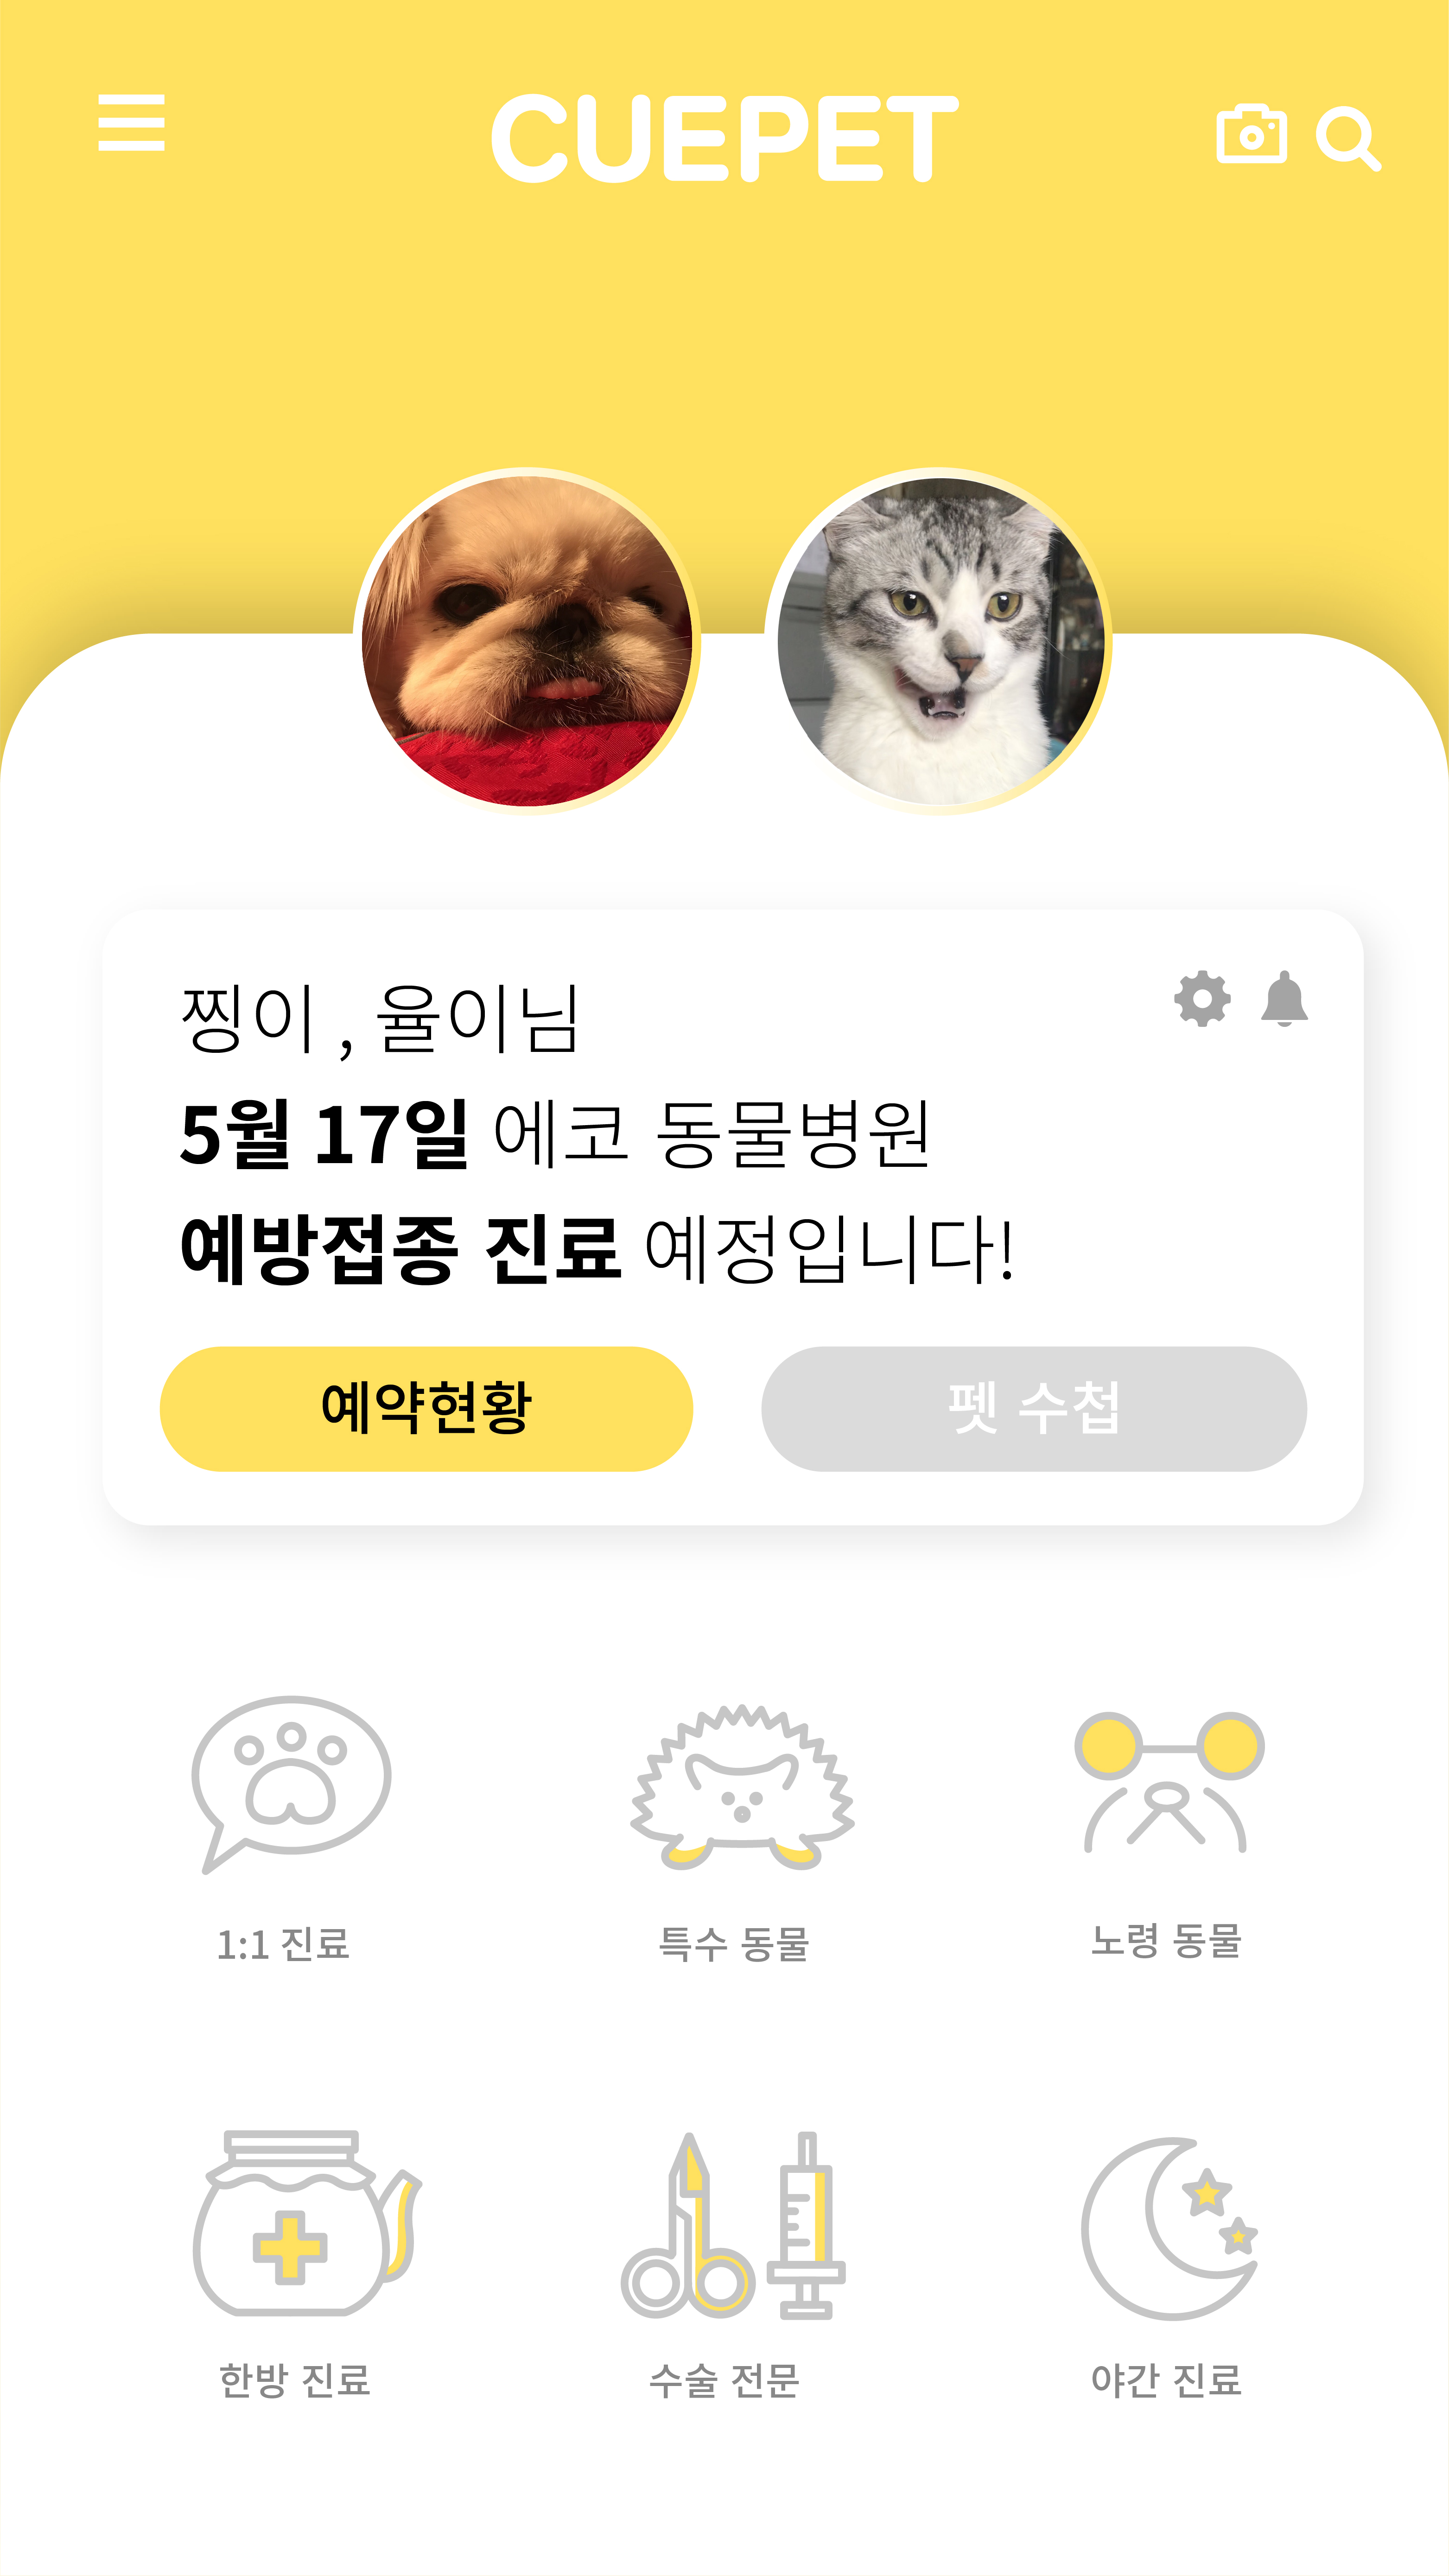 CUEPET
찡이 , 율이님
5월 17일 에코 동물병원
예방접종 진료 예정입니다!
예약현황
펫 수첩
1:1 진료
특수 동물
노령 동물
한방 진료
수술 전문
야간 진료